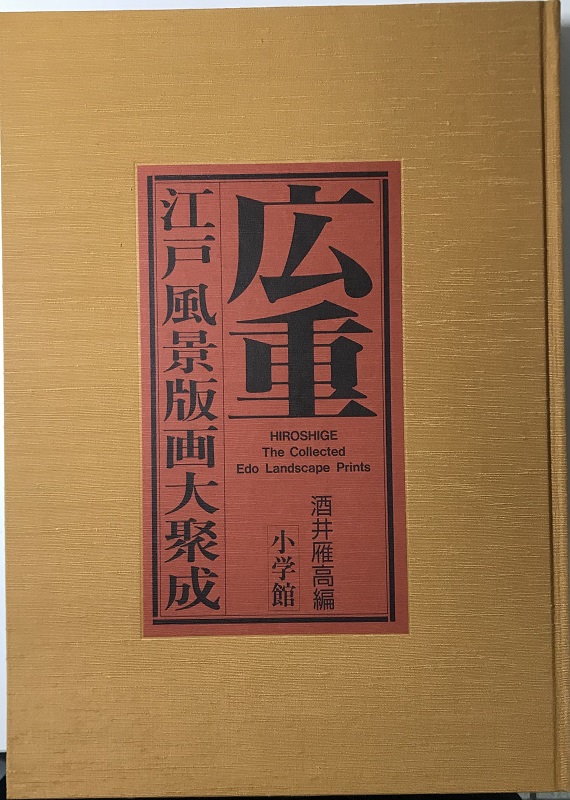 広重
HIROSHIGE
The Collected
Edo Landscape Prints
江戸風景版画大聚成
酒井雁高編
小学館